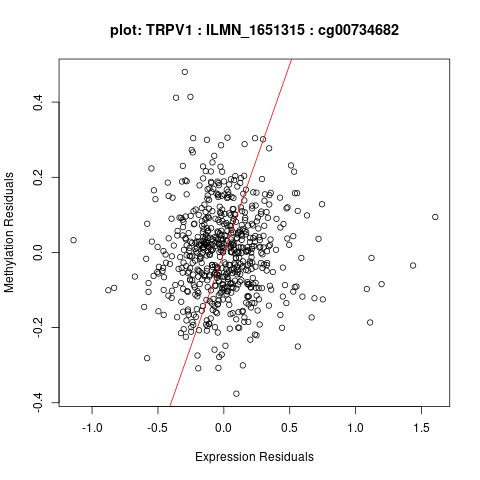 plot: TRPV1 : ILMN_1651315 : cg00734682
Methylation Residuals
0.4
0.2
0.0
-0.2
-0.4
-1.0 -0.5 0.0 0.5 1.0 1.5
Expression Residuals